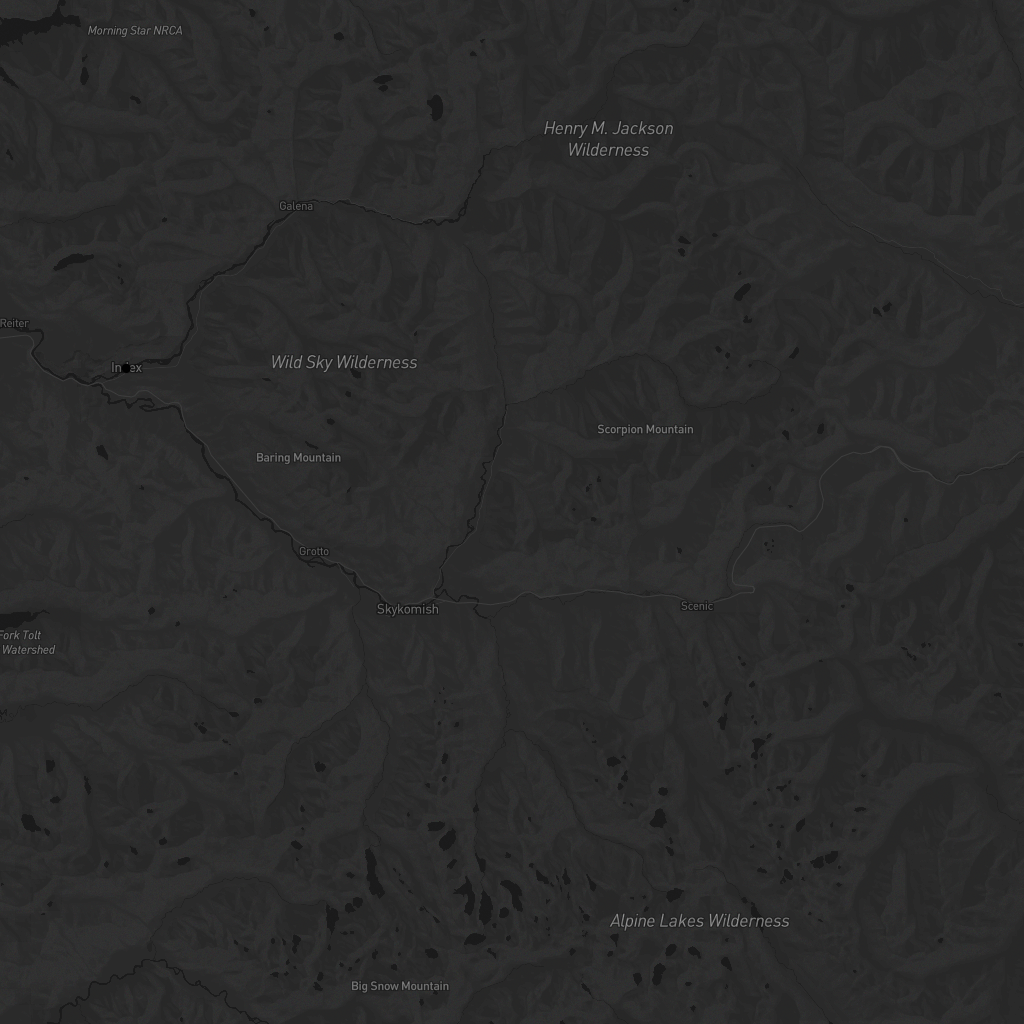 Morning Star NRCA
Henry M. Jackson
Wilderness
Galena
Reiter
Index
Wild Sky Wilderness
Scorpion Mountain
Baring Mountain
Grotto
Skykomish
Scenic
Fork Tolt
Watershed
Alpine Lakes Wilderness
Big Snow Mountain